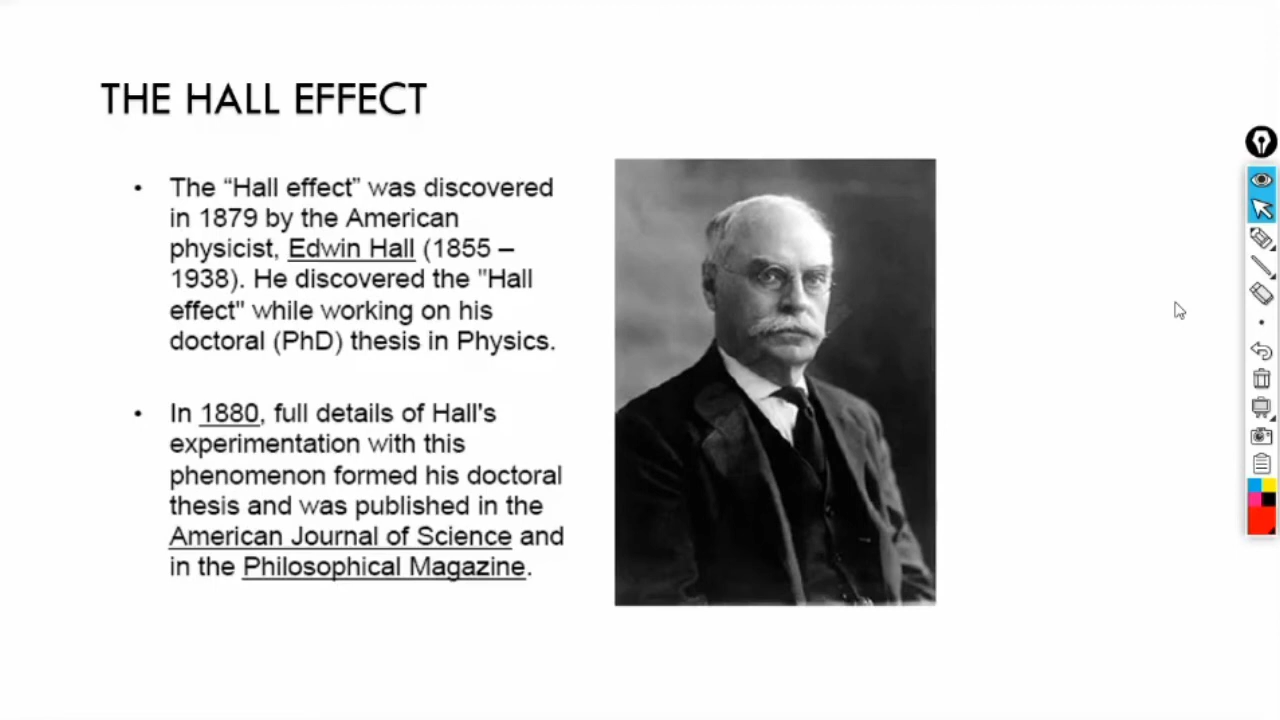 THE HALL EFFECT
• The “Hall effect” was discovered
in 1879 by the American
physicist, Edwin Hall (1855 –
1938). He discovered the "Hall
effect" while working on his
doctoral (PhD) thesis in Physics.
• In 1880, full details of Hall's
experimentation with this
phenomenon formed his doctoral
thesis and was published in the
American Journal of Science and
in the Philosophical Magazine.